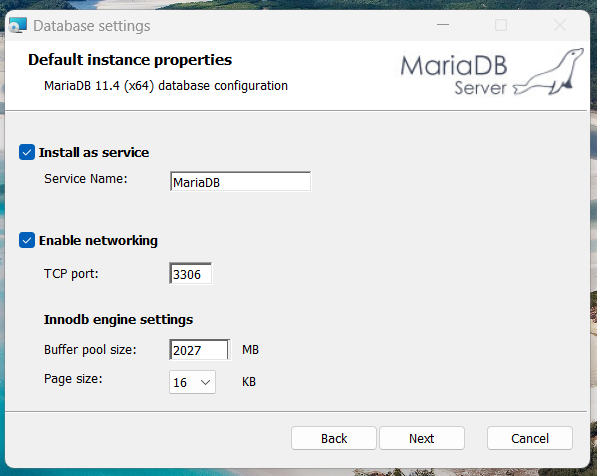 Database settings
Default instance properties
MariaDB 11.4 (x64) database configuration
MariaDB
Server
Install as service
Service Name: MariaDB
Enable networking
TCP port: 3306
Innodb engine settings
Buffer pool size: 2027 MB
Page size: 16 KB
Back Next Cancel